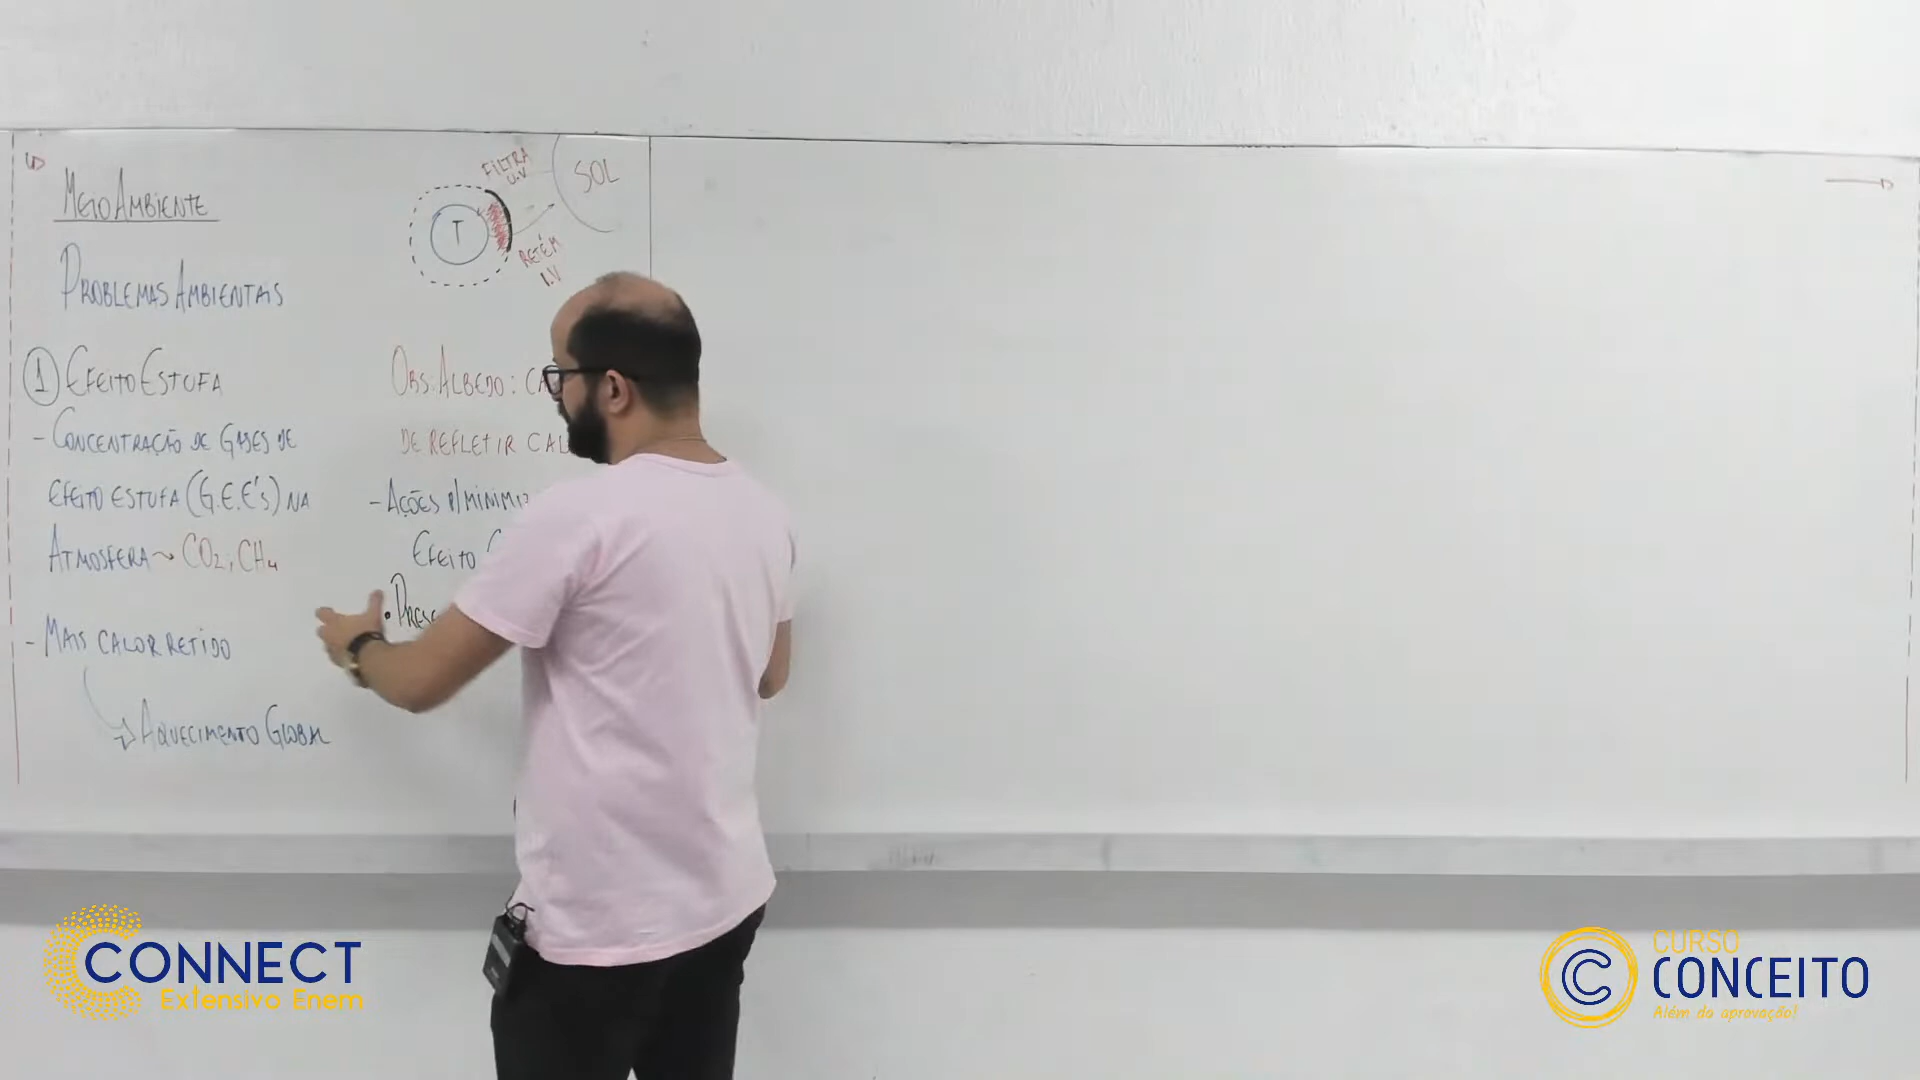 MEIO AMBIENTE
PROBLEMAS AMBIENTAIS
1 EFEITO ESTUFA
- CONCENTRAÇÃO DE GASES DE
EFEITO ESTUFA (G.E.E's) NA
ATMOSFERA ~ CO2, CH4
- MAIS CALOR RETIDO
AQUECIMENTO GLOBAL
FILTRA
U.V
SOL
T
RETÉM
I.V
OBS: ALBEDO:
DE REFLETIR
- AÇÕES P/
EFEITO
CONNECT
Extensivo Enem
CURSO
CONCEITO
Além da aprovação!